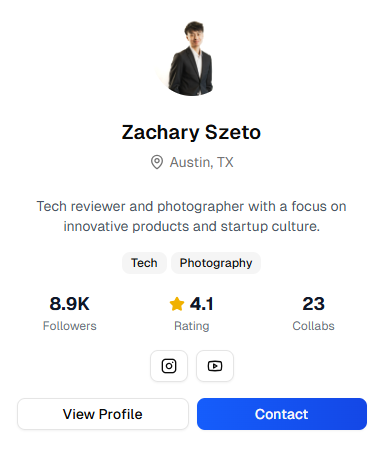 Zachary Szeto
Austin, TX
Tech reviewer and photographer with a focus on
innovative products and startup culture.
Tech Photography
8.9K 4.1 23
Followers Rating Collabs
View Profile Contact